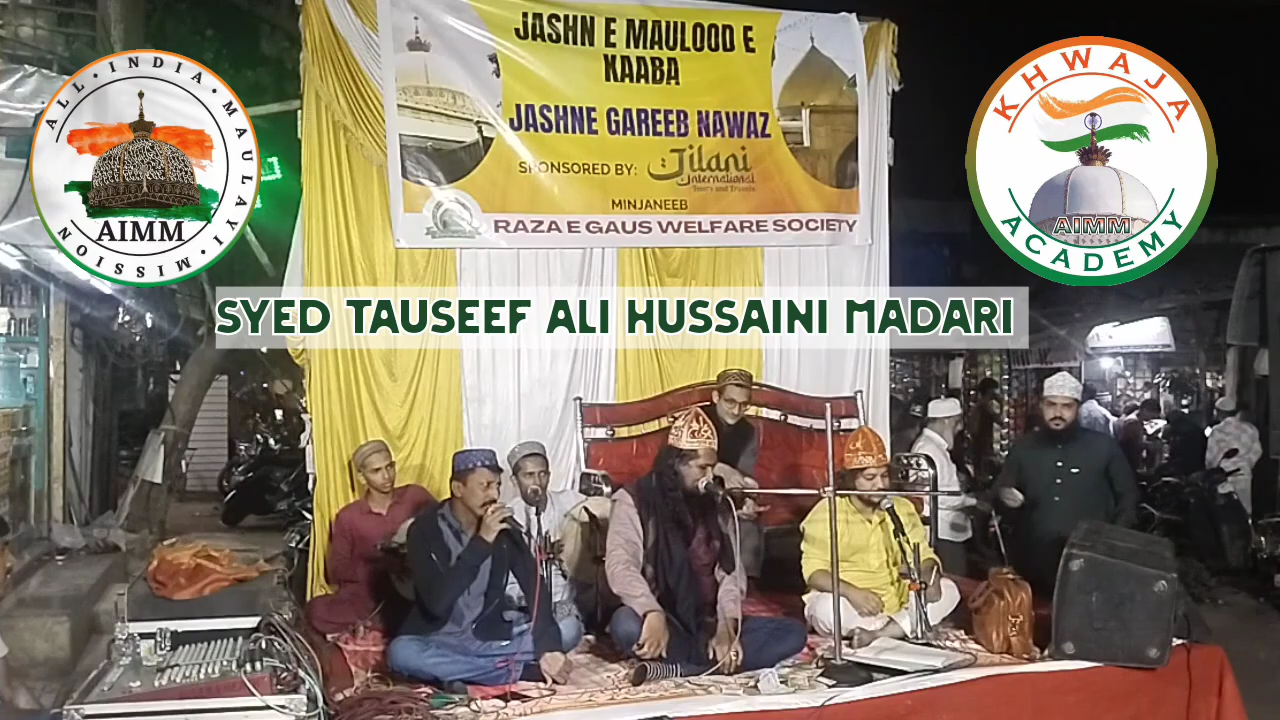 ALL · INDIA · MAULAYI · MISSION
AIMM
JASHN E MAULOOD E
KAABA
JASHNE GAREEB NAWAZ
SPONSORED BY: Jilani
International
Tours and Travels
MINJANEEB
RAZA E GAUS WELFARE SOCIETY
KHWAJA
AIMM
ACADEMY
SYED TAUSEEF ALI HUSSAINI MADARI